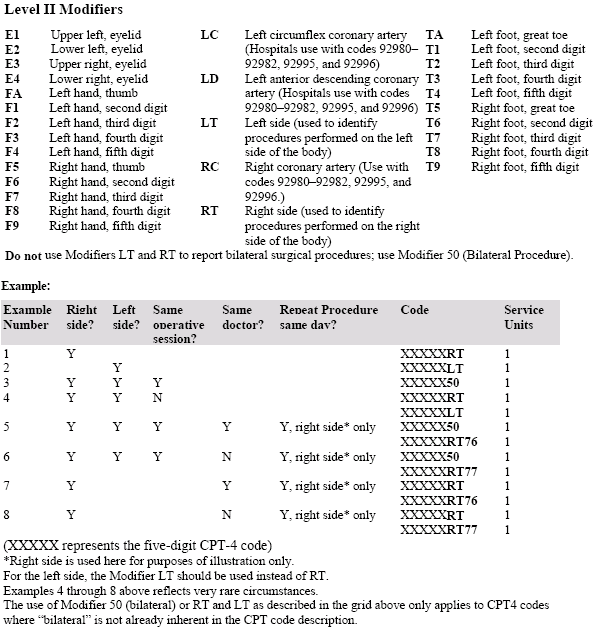 Level II Modifiers
E1 Upper left, eyelid
E2 Lower left, eyelid
E3 Upper right, eyelid
E4 Lower right, eyelid
FA Left hand, thumb
F1 Left hand, second digit
F2 Left hand, third digit
F3 Left hand, fourth digit
F4 Left hand, fifth digit
F5 Right hand, thumb
F6 Right hand, second digit
F7 Right hand, third digit
F8 Right hand, fourth digit
F9 Right hand, fifth digit
LC Left circumflex coronary artery
(Hospitals use with codes 92980–
92982, 92995, and 92996)
LD Left anterior descending coronary
artery (Hospitals use with codes
92980–92982, 92995, and 92996)
LT Left side (used to identify
procedures performed on the left
side of the body)
RC Right coronary artery (Use with
codes 92980–92982, 92995, and
92996.)
RT Right side (used to identify
procedures performed on the right
side of the body)
TA Left foot, great toe
T1 Left foot, second digit
T2 Left foot, third digit
T3 Left foot, fourth digit
T4 Left foot, fifth digit
T5 Right foot, great toe
T6 Right foot, second digit
T7 Right foot, third digit
T8 Right foot, fourth digit
T9 Right foot, fifth digit
Do not use Modifiers LT and RT to report bilateral surgical procedures; use Modifier 50 (Bilateral Procedure).
Example:
Example Right Left Same Same Repeat Procedure Code Service
Number side? side? operative doctor? same day? Units
session?
1 Y XXXXXRT 1
2 Y XXXXXLT 1
3 Y Y Y XXXXX50 1
4 Y Y N XXXXXRT 1
XXXXXLT 1
5 Y Y Y Y Y, right side* only XXXXX50 1
XXXXXRT76 1
6 Y Y Y N Y, right side* only XXXXX50 1
XXXXXRT77 1
7 Y Y Y, right side* only XXXXXRT 1
XXXXXRT76 1
8 Y N Y, right side* only XXXXXRT 1
XXXXXRT77 1
(XXXXX represents the five-digit CPT-4 code)
*Right side is used here for purposes of illustration only.
For the left side, the Modifier LT should be used instead of RT.
Examples 4 through 8 above reflects very rare circumstances.
The use of Modifier 50 (bilateral) or RT and LT as described in the grid above only applies to CPT4 codes
where “bilateral” is not already inherent in the CPT code description.